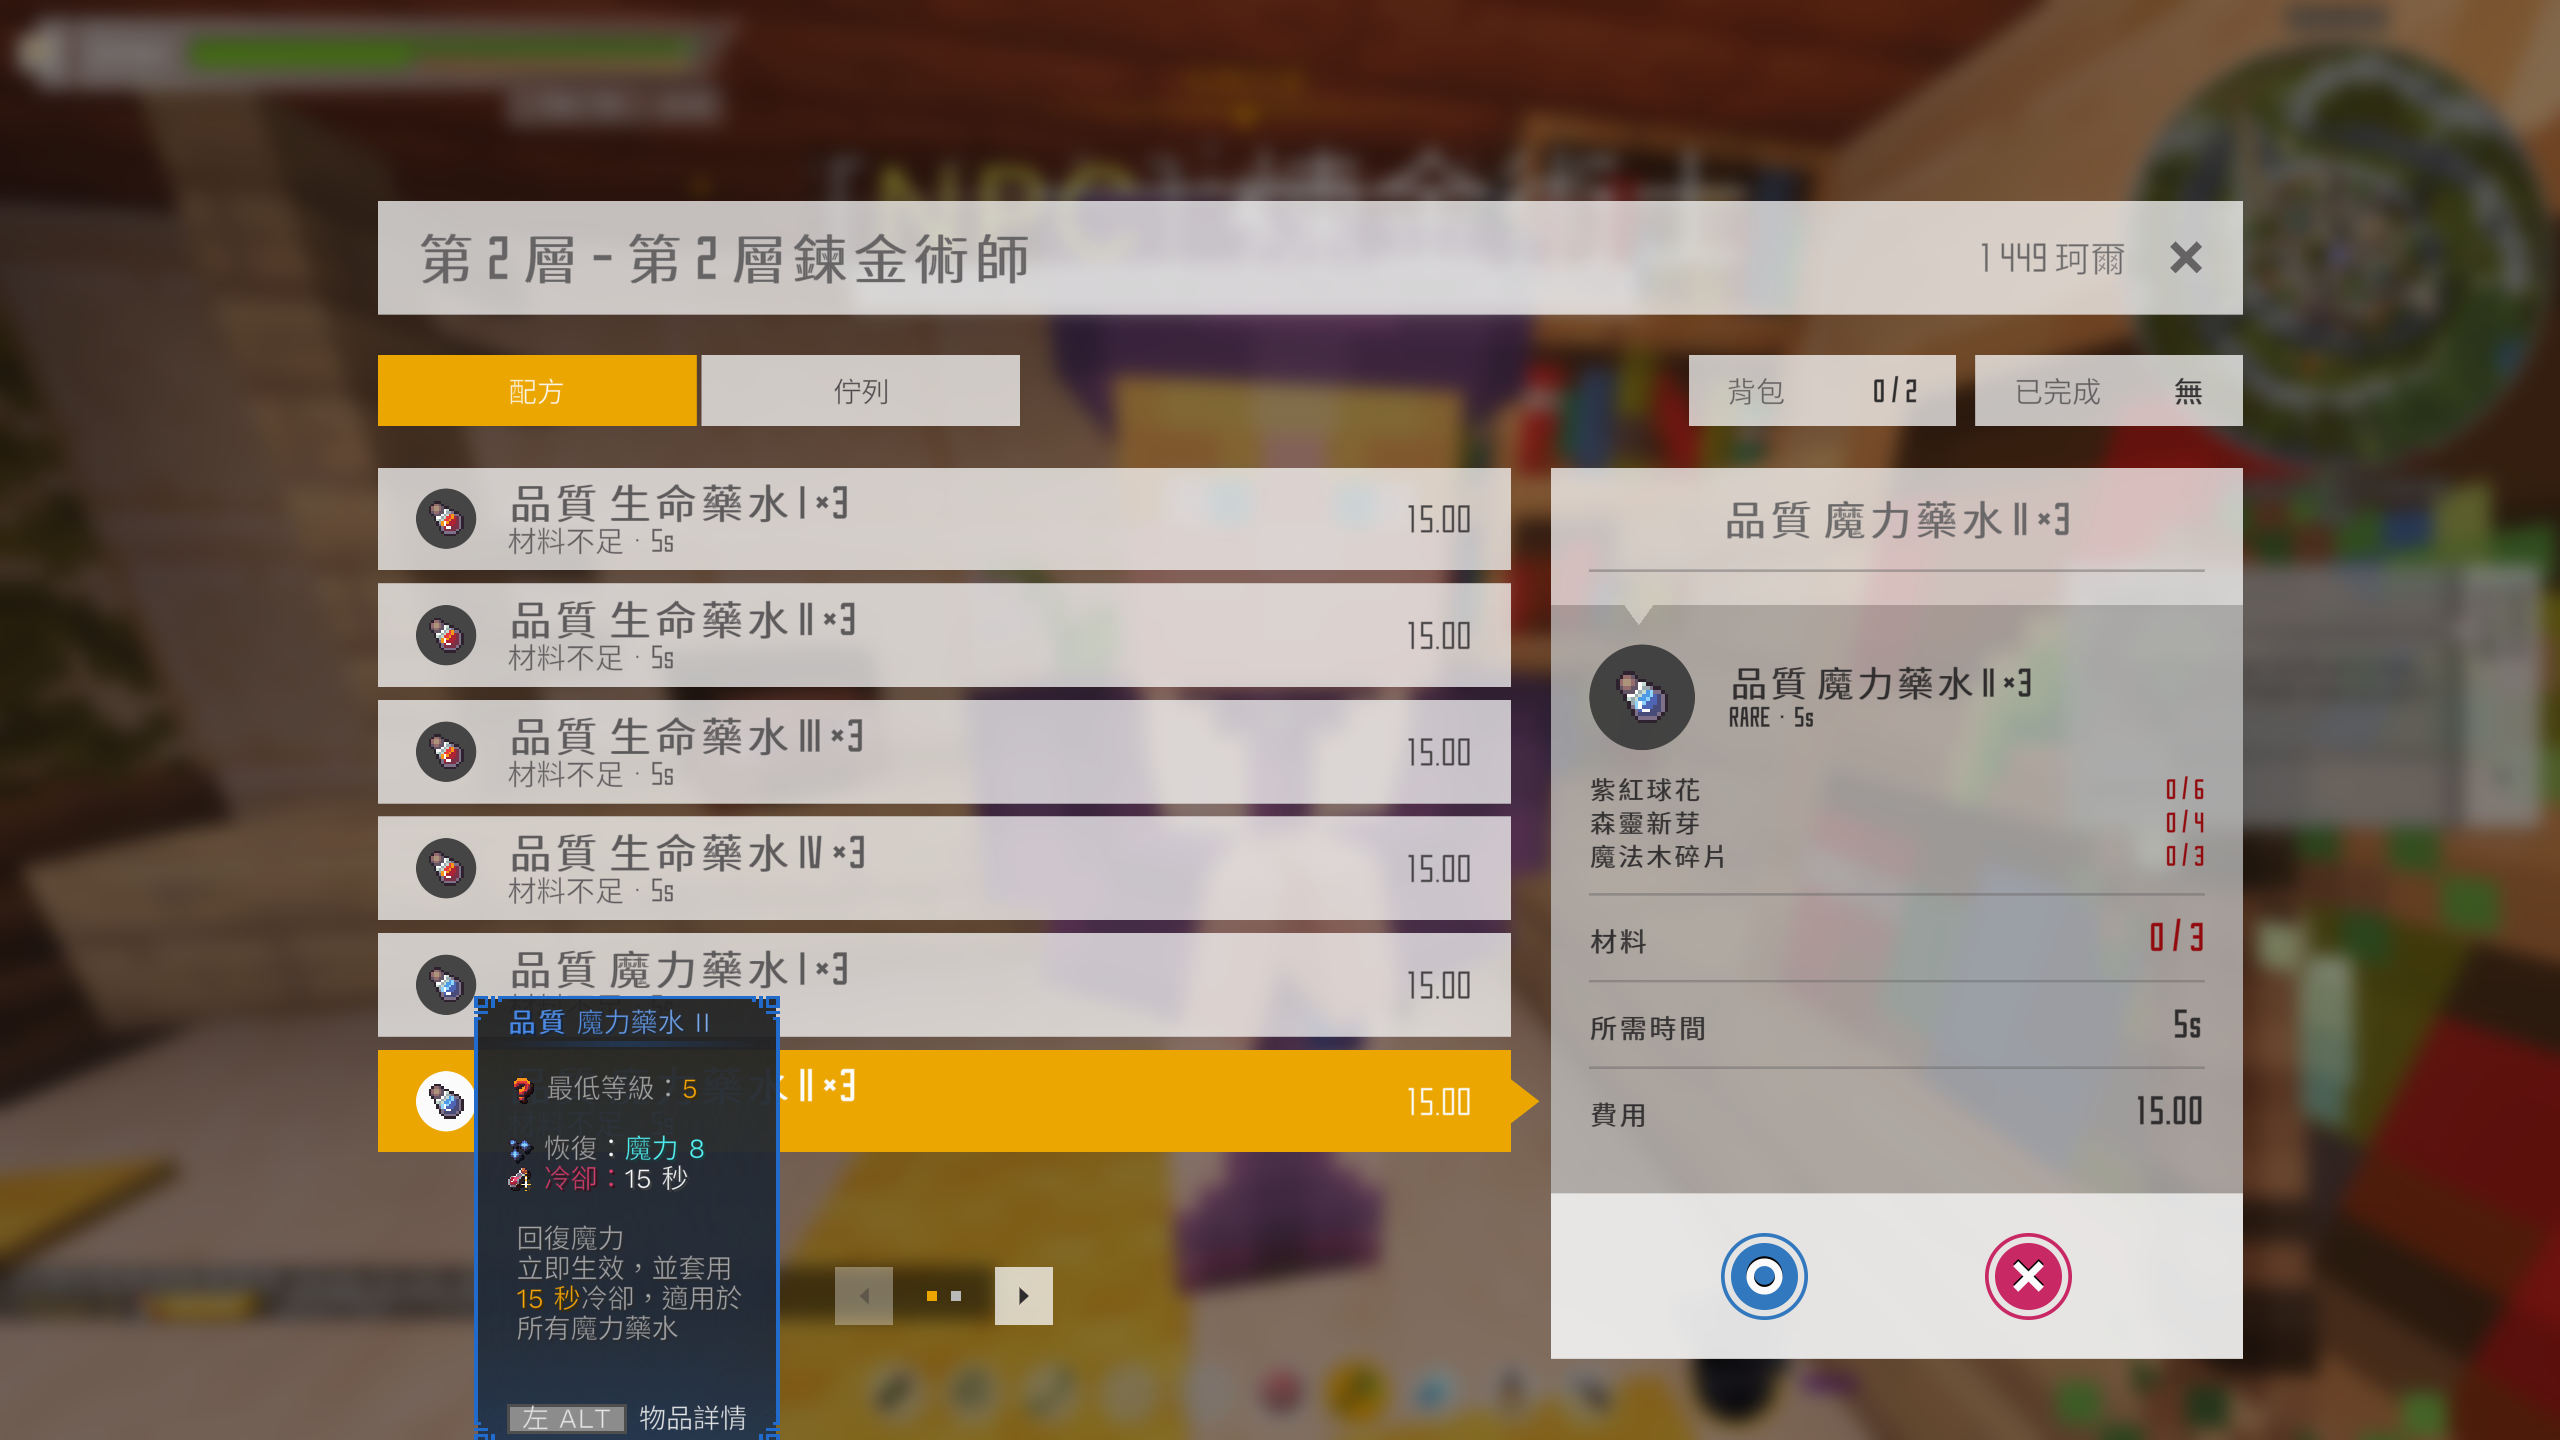 第2層-第2層鍊金術師
1 449 珂爾
配方
佇列
背包 0/2
已完成 無
品質 生命藥水 I ×3
材料不足 · 5s
15.00
品質 生命藥水 II ×3
材料不足 · 5s
15.00
品質 生命藥水 III ×3
材料不足 · 5s
15.00
品質 生命藥水 IV ×3
材料不足 · 5s
15.00
品質 魔力藥水 I ×3
15.00
藥水 II ×3
15.00
品質 魔力藥水 II
最低等級：5
恢復：魔力 8
冷卻：15 秒
回復魔力
立即生效，並套用
15 秒冷卻，適用於
所有魔力藥水
左 ALT 物品詳情
品質 魔力藥水 II ×3
品質 魔力藥水 II ×3
RARE · 5s
紫紅球花 0/6
森靈新芽 0/4
魔法木碎片 0/3
材料 0/3
所需時間 5s
費用 15.00